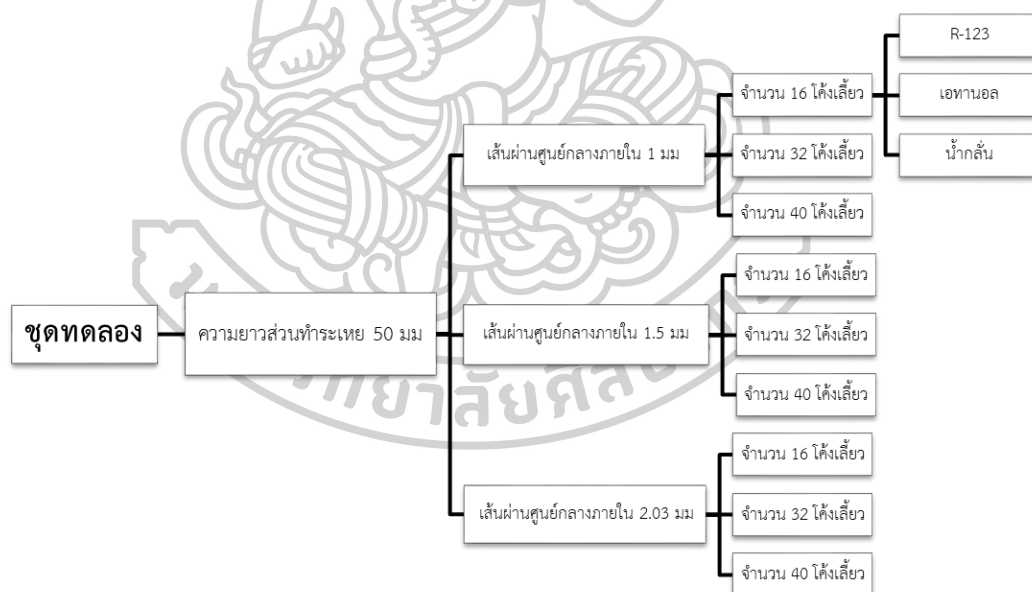 ชุดทดลอง
ความยาวส่วนทำระเหย 50 มม
เส้นผ่านศูนย์กลางภายใน 1 มม
จำนวน 16 โค้งเลี้ยว
R-123
เอทานอล
น้ำกลั่น
จำนวน 32 โค้งเลี้ยว
จำนวน 40 โค้งเลี้ยว
เส้นผ่านศูนย์กลางภายใน 1.5 มม
จำนวน 16 โค้งเลี้ยว
จำนวน 32 โค้งเลี้ยว
จำนวน 40 โค้งเลี้ยว
เส้นผ่านศูนย์กลางภายใน 2.03 มม
จำนวน 16 โค้งเลี้ยว
จำนวน 32 โค้งเลี้ยว
จำนวน 40 โค้งเลี้ยว